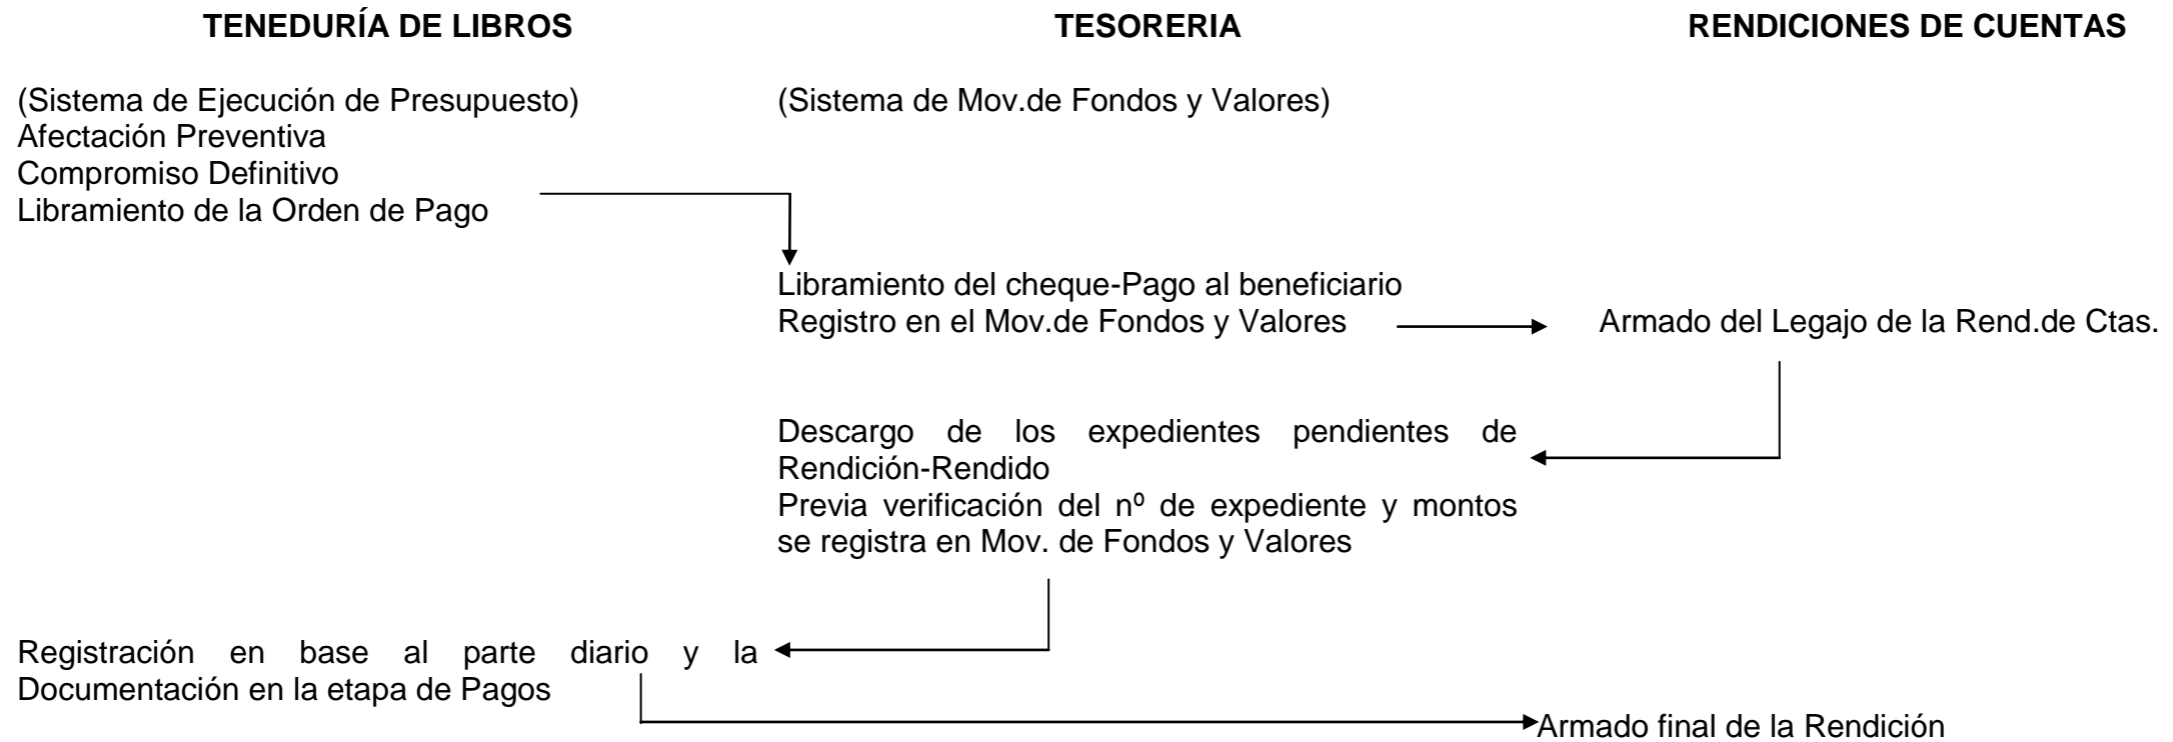 TENEDURÍA DE LIBROS
TESORERIA
RENDICIONES DE CUENTAS
(Sistema de Ejecución de Presupuesto)
(Sistema de Mov.de Fondos y Valores)
Afectación Preventiva
Compromiso Definitivo
Libramiento de la Orden de Pago
Libramiento del cheque-Pago al beneficiario
Registro en el Mov.de Fondos y Valores
Armado del Legajo de la Rend.de Ctas.
Descargo de los expedientes pendientes de
Rendición-Rendido
Previa verificación del nº de expediente y montos
se registra en Mov. de Fondos y Valores
Registración en base al parte diario y la
Documentación en la etapa de Pagos
Armado final de la Rendición